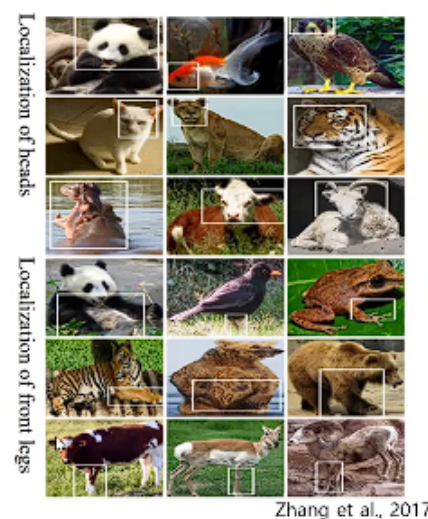 Localization of heads
Localization of front legs
Zhang et al., 2017